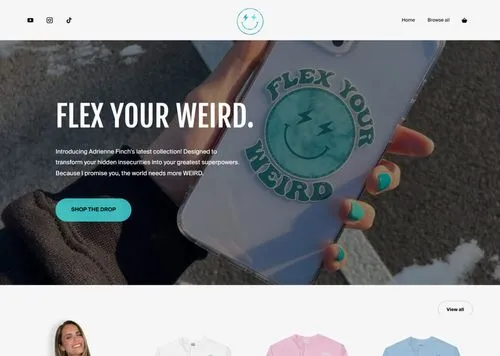 Home
Browse all
FLEX YOUR WEIRD.
Introducing Adrienne Finch's latest collection! Designed to
transform your hidden insecurities into your greatest superpowers.
Because I promise you, the world needs more WEIRD.
SHOP THE DROP
FLEX YOUR
WEIRD
View all